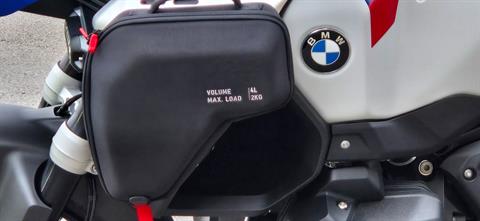 VOLUME 4L
MAX. LOAD 2KG
BMW